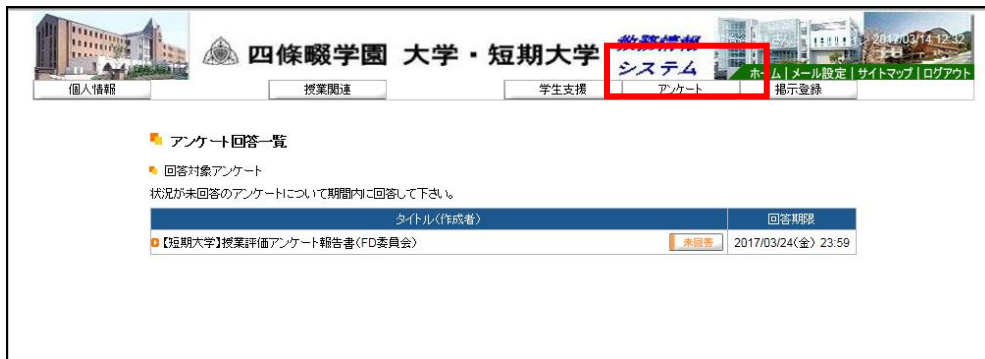 四條畷学園 大学・短期大学
教務情報
システム
2017/03/14 12:32
ホーム | メール設定 | サイトマップ | ログアウト
個人情報
授業関連
学生支援
アンケート
掲示登録
アンケート回答一覧
回答対象アンケート
状況が未回答のアンケートについて期間内に回答して下さい。
タイトル(作成者)
回答期限
【短期大学】授業評価アンケート報告書(FD委員会)
未回答
2017/03/24(金) 23:59